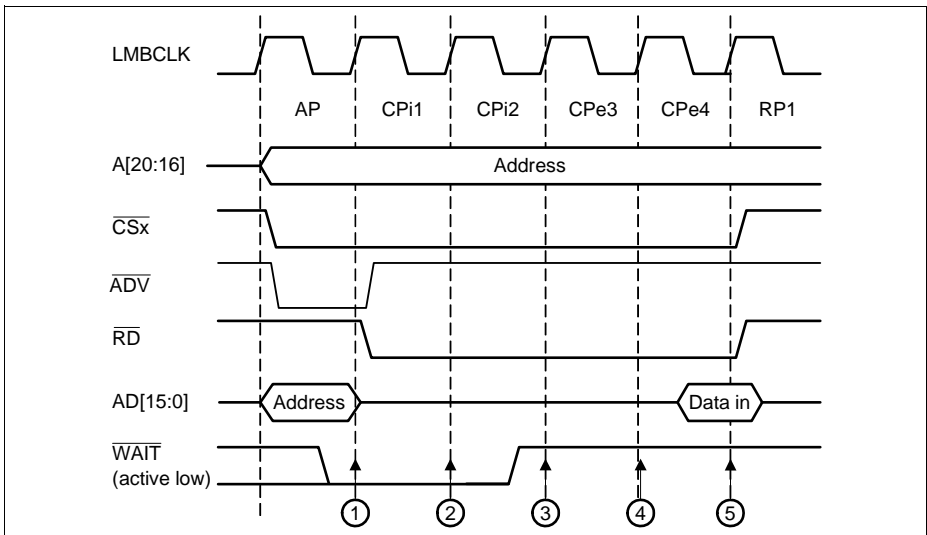 LMBCLK
AP CPi1 CPi2 CPe3 CPe4 RP1
A[20:16] Address
CSx
ADV
RD
AD[15:0] Address Data in
WAIT
(active low)
1 2 3 4 5